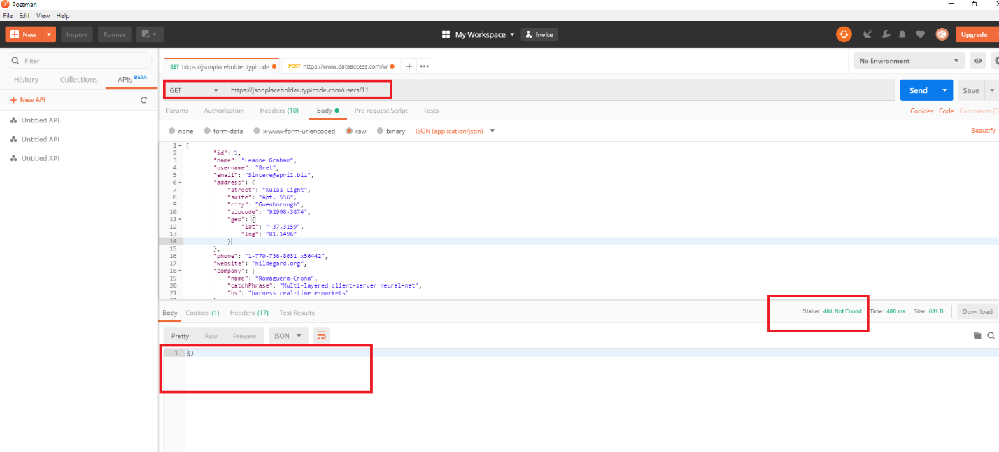 Postman
File Edit View Help
New Import Runner My Workspace Invite Upgrade
Filter
History Collections APIs BETA
+ New API
Untitled API
Untitled API
Untitled API
GET https://jsonplaceholder.typicode POST https://www.dataaccess.com/w + ••• No Environment
GET https://jsonplaceholder.typicode.com/users/11 Send Save
Params Authorization Headers (10) Body Pre-request Script Tests Cookies Code Comments (0
none form-data x-www-form-urlencoded raw binary JSON (application/json) Beautify
1 {
2 "id": 1,
3 "name": "Leanne Graham",
4 "username": "Bret",
5 "email": "Sincere@april.biz",
6 "address": {
7 "street": "Kulas Light",
8 "suite": "Apt. 556",
9 "city": "Gwenborough",
10 "zipcode": "92998-3874",
11 "geo": {
12 "lat": "-37.3159",
13 "lng": "81.1496"
14 }
15 },
16 "phone": "1-770-736-8031 x56442",
17 "website": "hildegard.org",
18 "company": {
19 "name": "Romaguera-Crona",
20 "catchPhrase": "Multi-layered client-server neural-net",
21 "bs": "harness real-time e-markets"
Body Cookies (1) Headers (17) Test Results Status: 404 Not Found Time: 408 ms Size: 611 B Download
Pretty Raw Preview JSON
1 {}